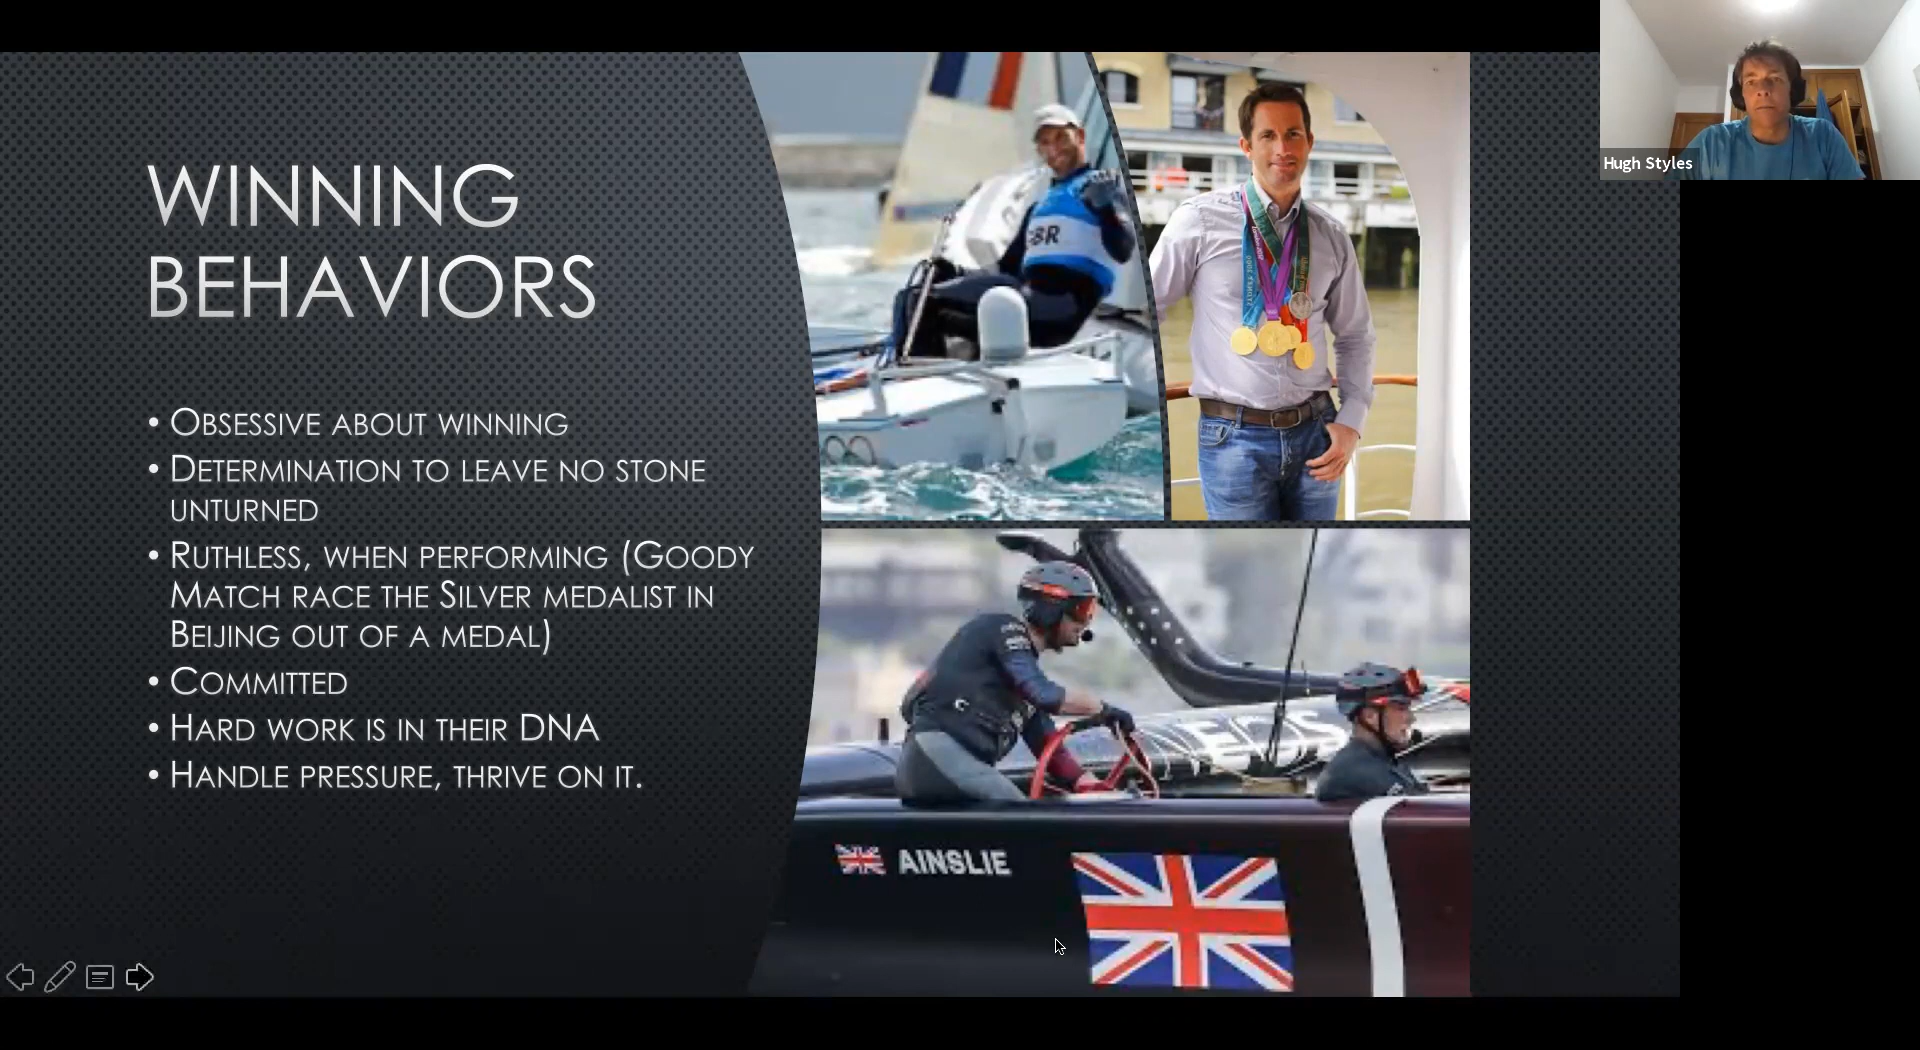 Hugh Styles
WINNING
BEHAVIORS
• OBSESSIVE ABOUT WINNING
• DETERMINATION TO LEAVE NO STONE
UNTURNED
• RUTHLESS, WHEN PERFORMING (GOODY
MATCH RACE THE SILVER MEDALIST IN
BEIJING OUT OF A MEDAL)
• COMMITTED
• HARD WORK IS IN THEIR DNA
• HANDLE PRESSURE, THRIVE ON IT.
AINSLIE